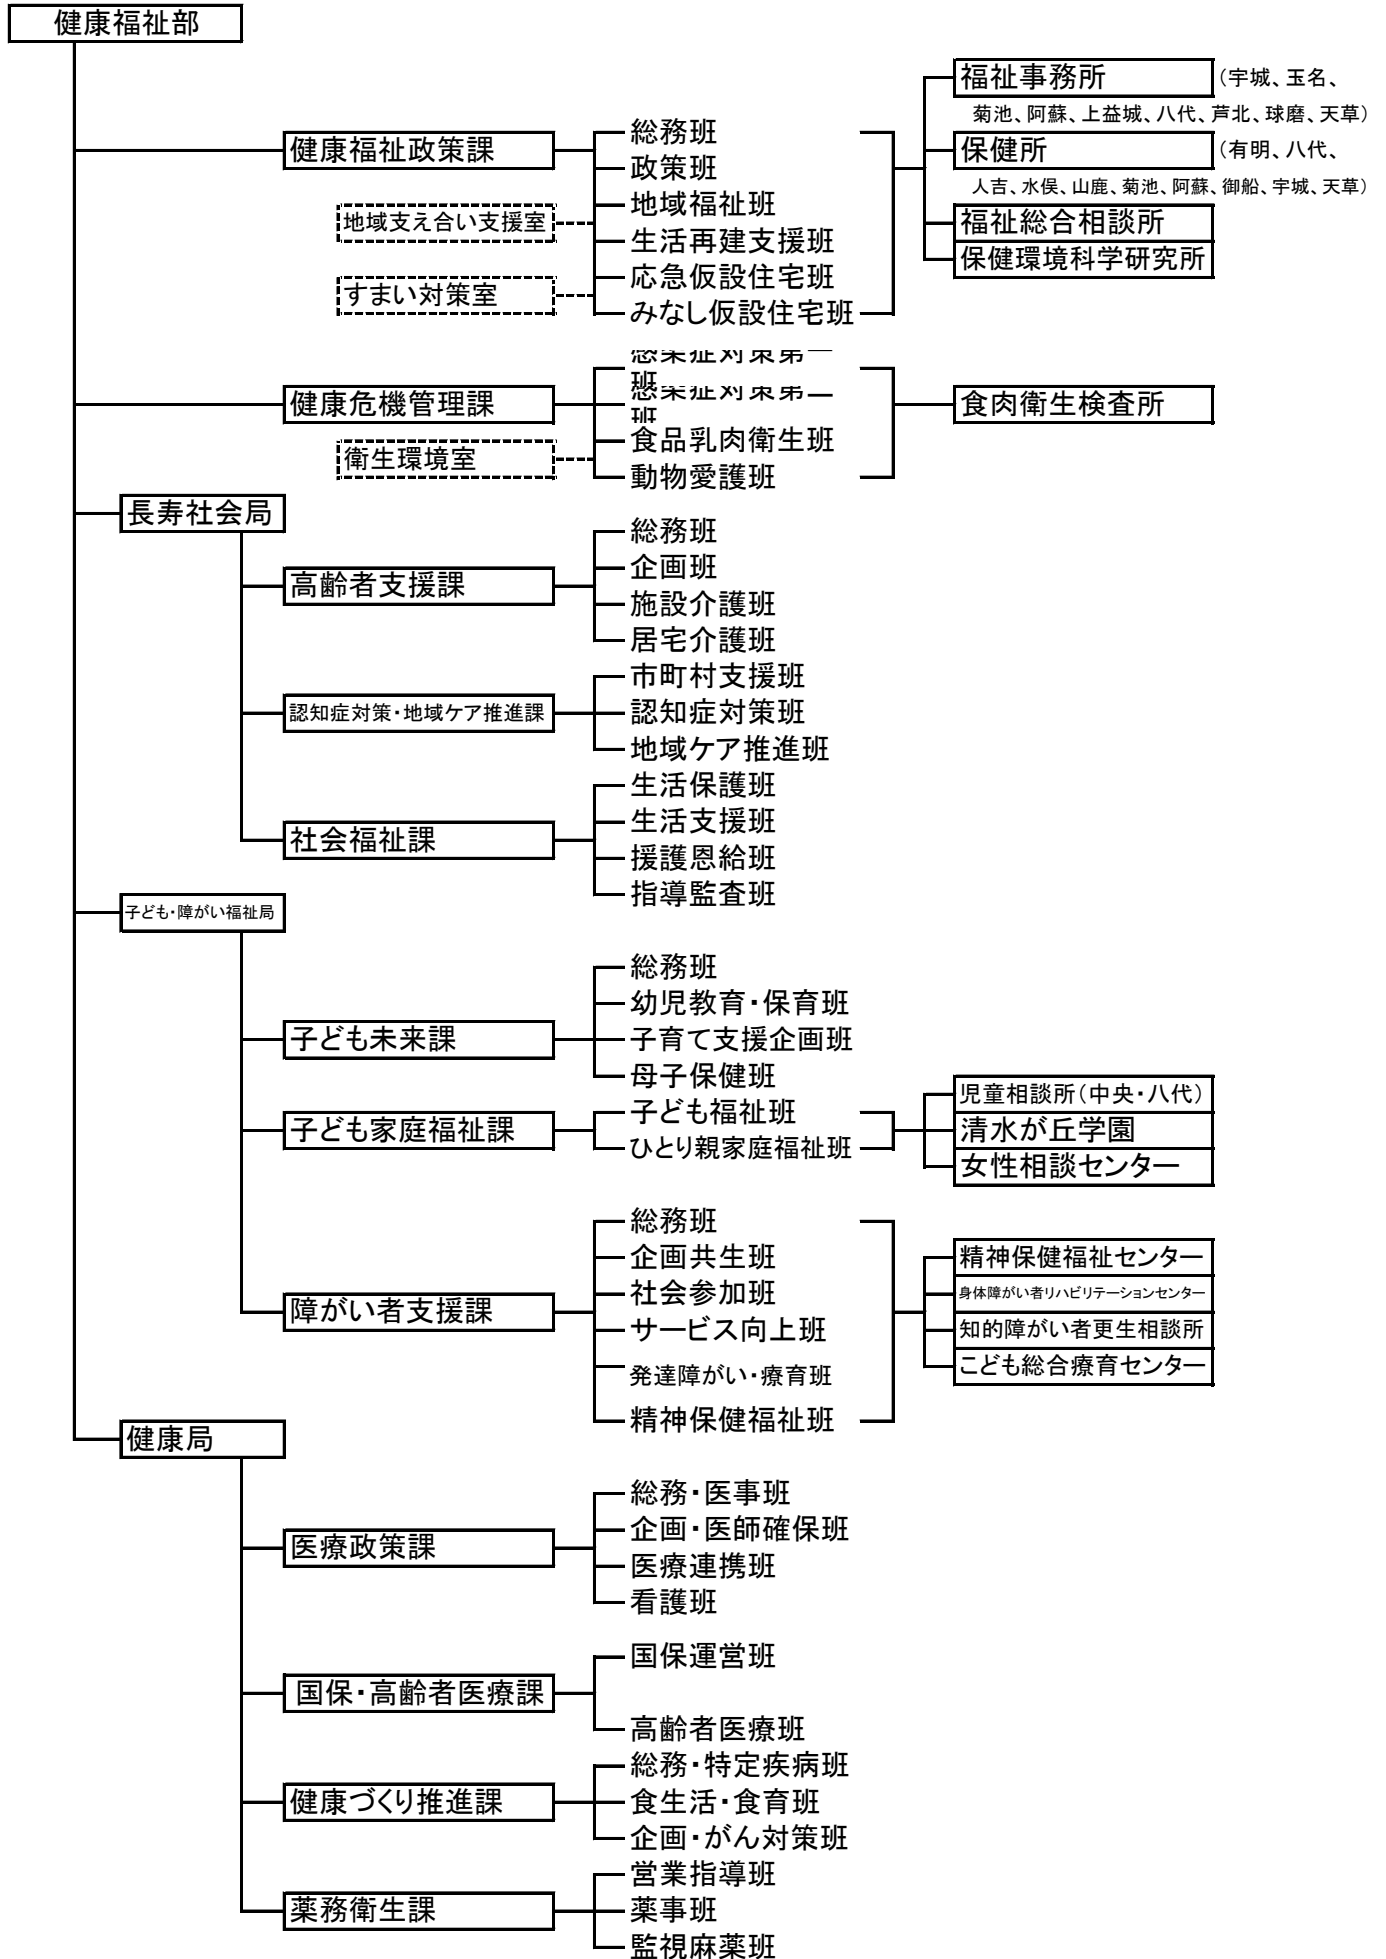 健康福祉部
健康福祉政策課
総務班
政策班
地域福祉班
地域支え合い支援室
生活再建支援班
応急仮設住宅班
すまい対策室
みなし仮設住宅班
福祉事務所 (宇城、玉名、
菊池、阿蘇、上益城、八代、芦北、球磨、天草)
保健所 (有明、八代、
人吉、水俣、山鹿、菊池、阿蘇、御船、宇城、天草)
福祉総合相談所
保健環境科学研究所
健康危機管理課
感染症対策第一
班
感染症対策第二
班
衛生環境室
食品乳肉衛生班
動物愛護班
食肉衛生検査所
長寿社会局
高齢者支援課
総務班
企画班
施設介護班
居宅介護班
認知症対策・地域ケア推進課
市町村支援班
認知症対策班
地域ケア推進班
社会福祉課
生活保護班
生活支援班
援護恩給班
指導監査班
子ども・障がい福祉局
子ども未来課
総務班
幼児教育・保育班
子育て支援企画班
母子保健班
子ども家庭福祉課
子ども福祉班
ひとり親家庭福祉班
児童相談所(中央・八代)
清水が丘学園
女性相談センター
障がい者支援課
総務班
企画共生班
社会参加班
サービス向上班
発達障がい・療育班
精神保健福祉班
精神保健福祉センター
身体障がい者リハビリテーションセンター
知的障がい者更生相談所
こども総合療育センター
健康局
医療政策課
総務・医事班
企画・医師確保班
医療連携班
看護班
国保・高齢者医療課
国保運営班
高齢者医療班
健康づくり推進課
総務・特定疾病班
食生活・食育班
企画・がん対策班
薬務衛生課
営業指導班
薬事班
監視麻薬班